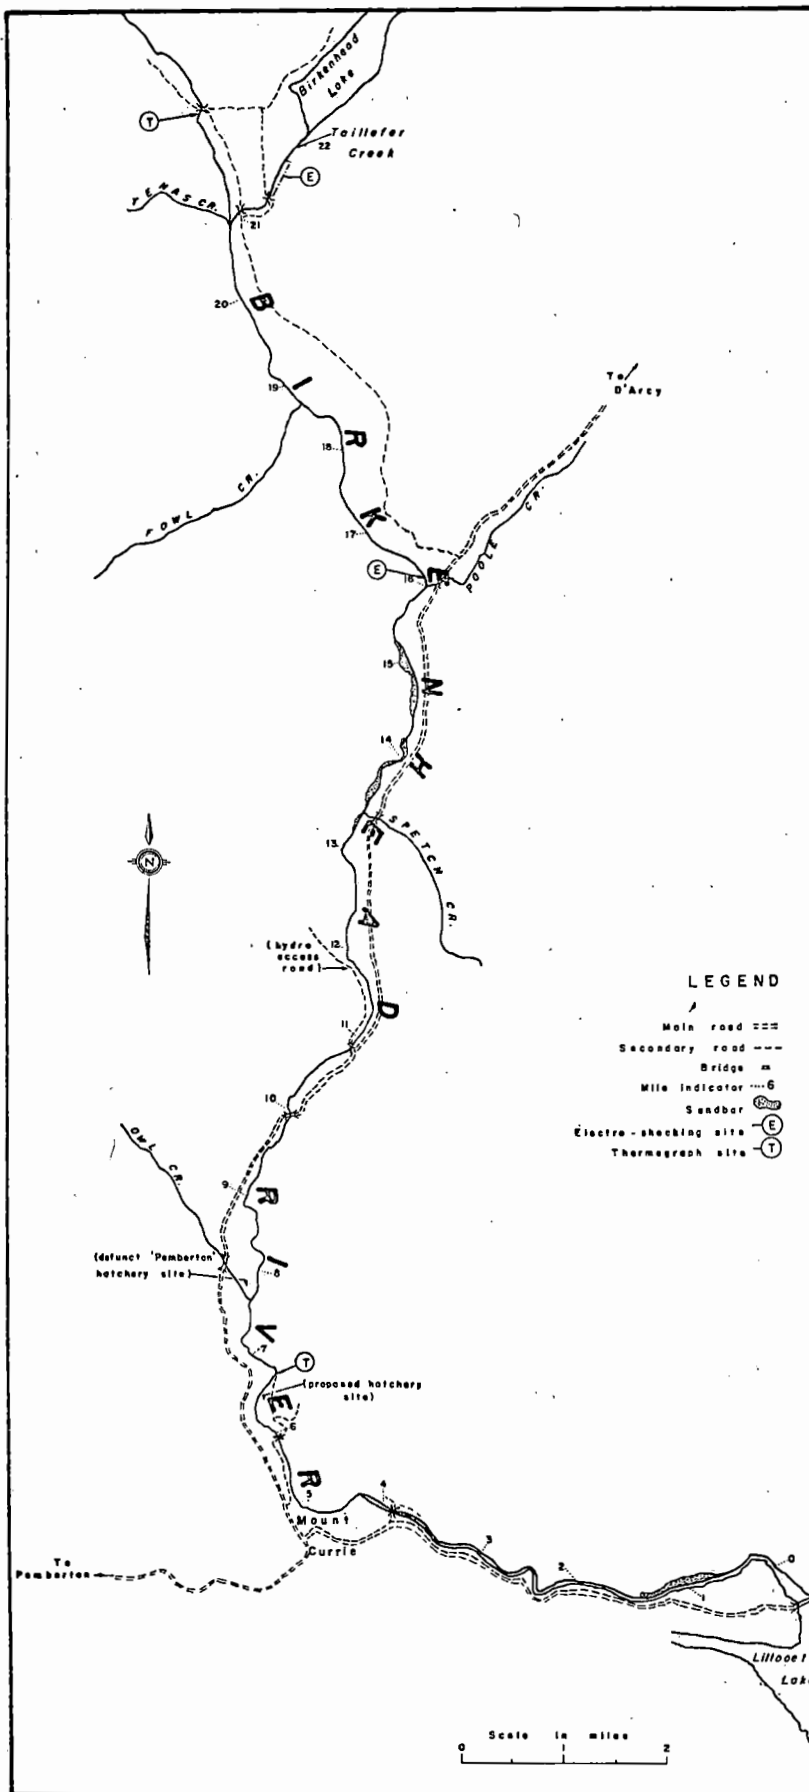 Birkenhead
Lake
T
22
Taillefer
Creek
E
TENAS CR.
21
20
BIRKENHEAD RIVER
To
D'Arcy
19
18
FOWL CR.
17
POOLE CR.
E
16
15
14
SPETCH CR.
13
N
12
(hydro
access
road)
11
LEGEND
Main road
Secondary road
Bridge
Mile indicator 6
Sandbar
Electro-shocking site E
Thermograph site T
10
OWL CR.
9
(defunct 'Pemberton'
hatchery site)
8
7
T
(proposed hatchery
site)
6
5
4
Mount
Currie
3
2
1
0
To
Pemberton
Lillooet
Lake
Scale in miles
0 1 2